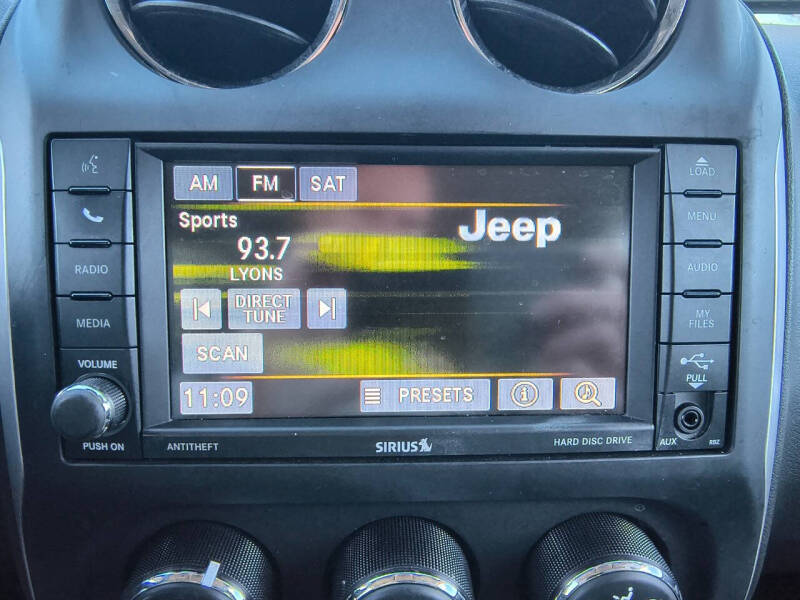 AM FM SAT
Sports
93.7
LYONS
Jeep
DIRECT
TUNE
SCAN
11:09
PRESETS
RADIO
MEDIA
VOLUME
PUSH ON
LOAD
MENU
AUDIO
MY
FILES
PULL
AUX RBZ
ANTITHEFT
SIRIUS
HARD DISC DRIVE